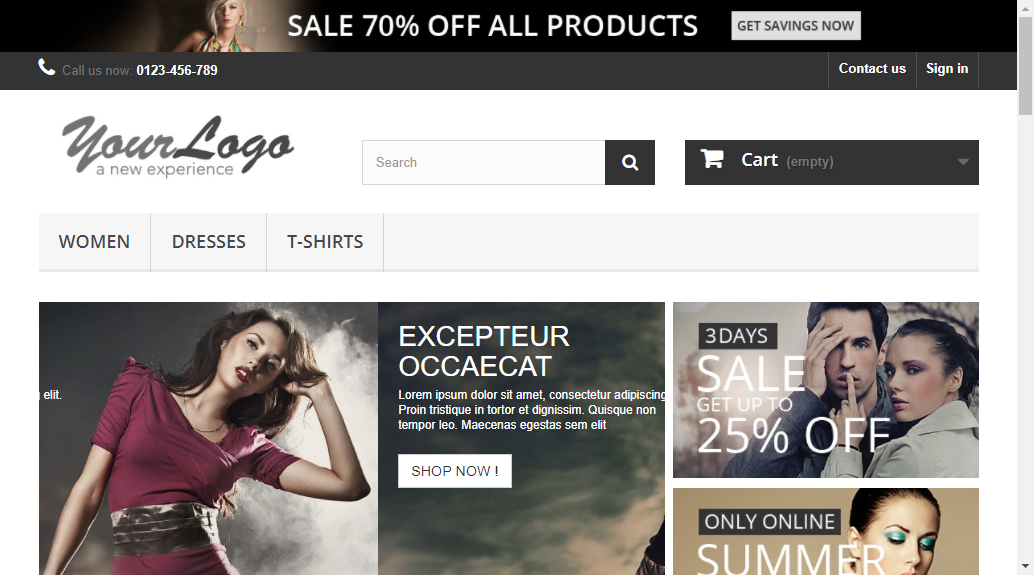 SALE 70% OFF ALL PRODUCTS
GET SAVINGS NOW
Call us now: 0123-456-789
Contact us
Sign in
YourLogo
a new experience
Search
Cart (empty)
WOMEN
DRESSES
T-SHIRTS
elit.
EXCEPTEUR
OCCAECAT
Lorem ipsum dolor sit amet, consectetur adipiscing
Proin tristique in tortor et dignissim. Quisque non
tempor leo. Maecenas egestas sem elit
SHOP NOW !
3 DAYS
SALE
GET UP TO
25% OFF
ONLY ONLINE
SUMMER